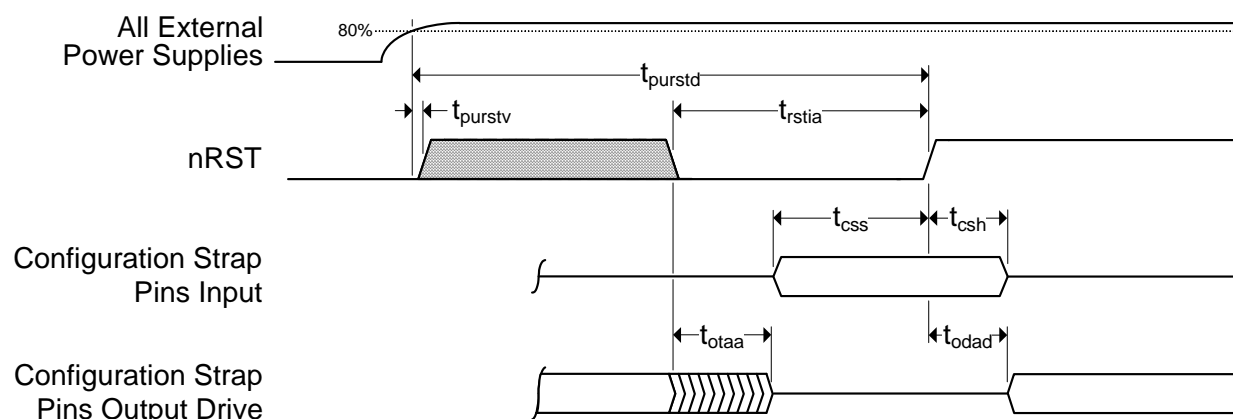 All External
Power Supplies
80%
tpurstd
tpurstv
trstia
nRST
tcss
tcsh
Configuration Strap
Pins Input
totaa
todad
Configuration Strap
Pins Output Drive